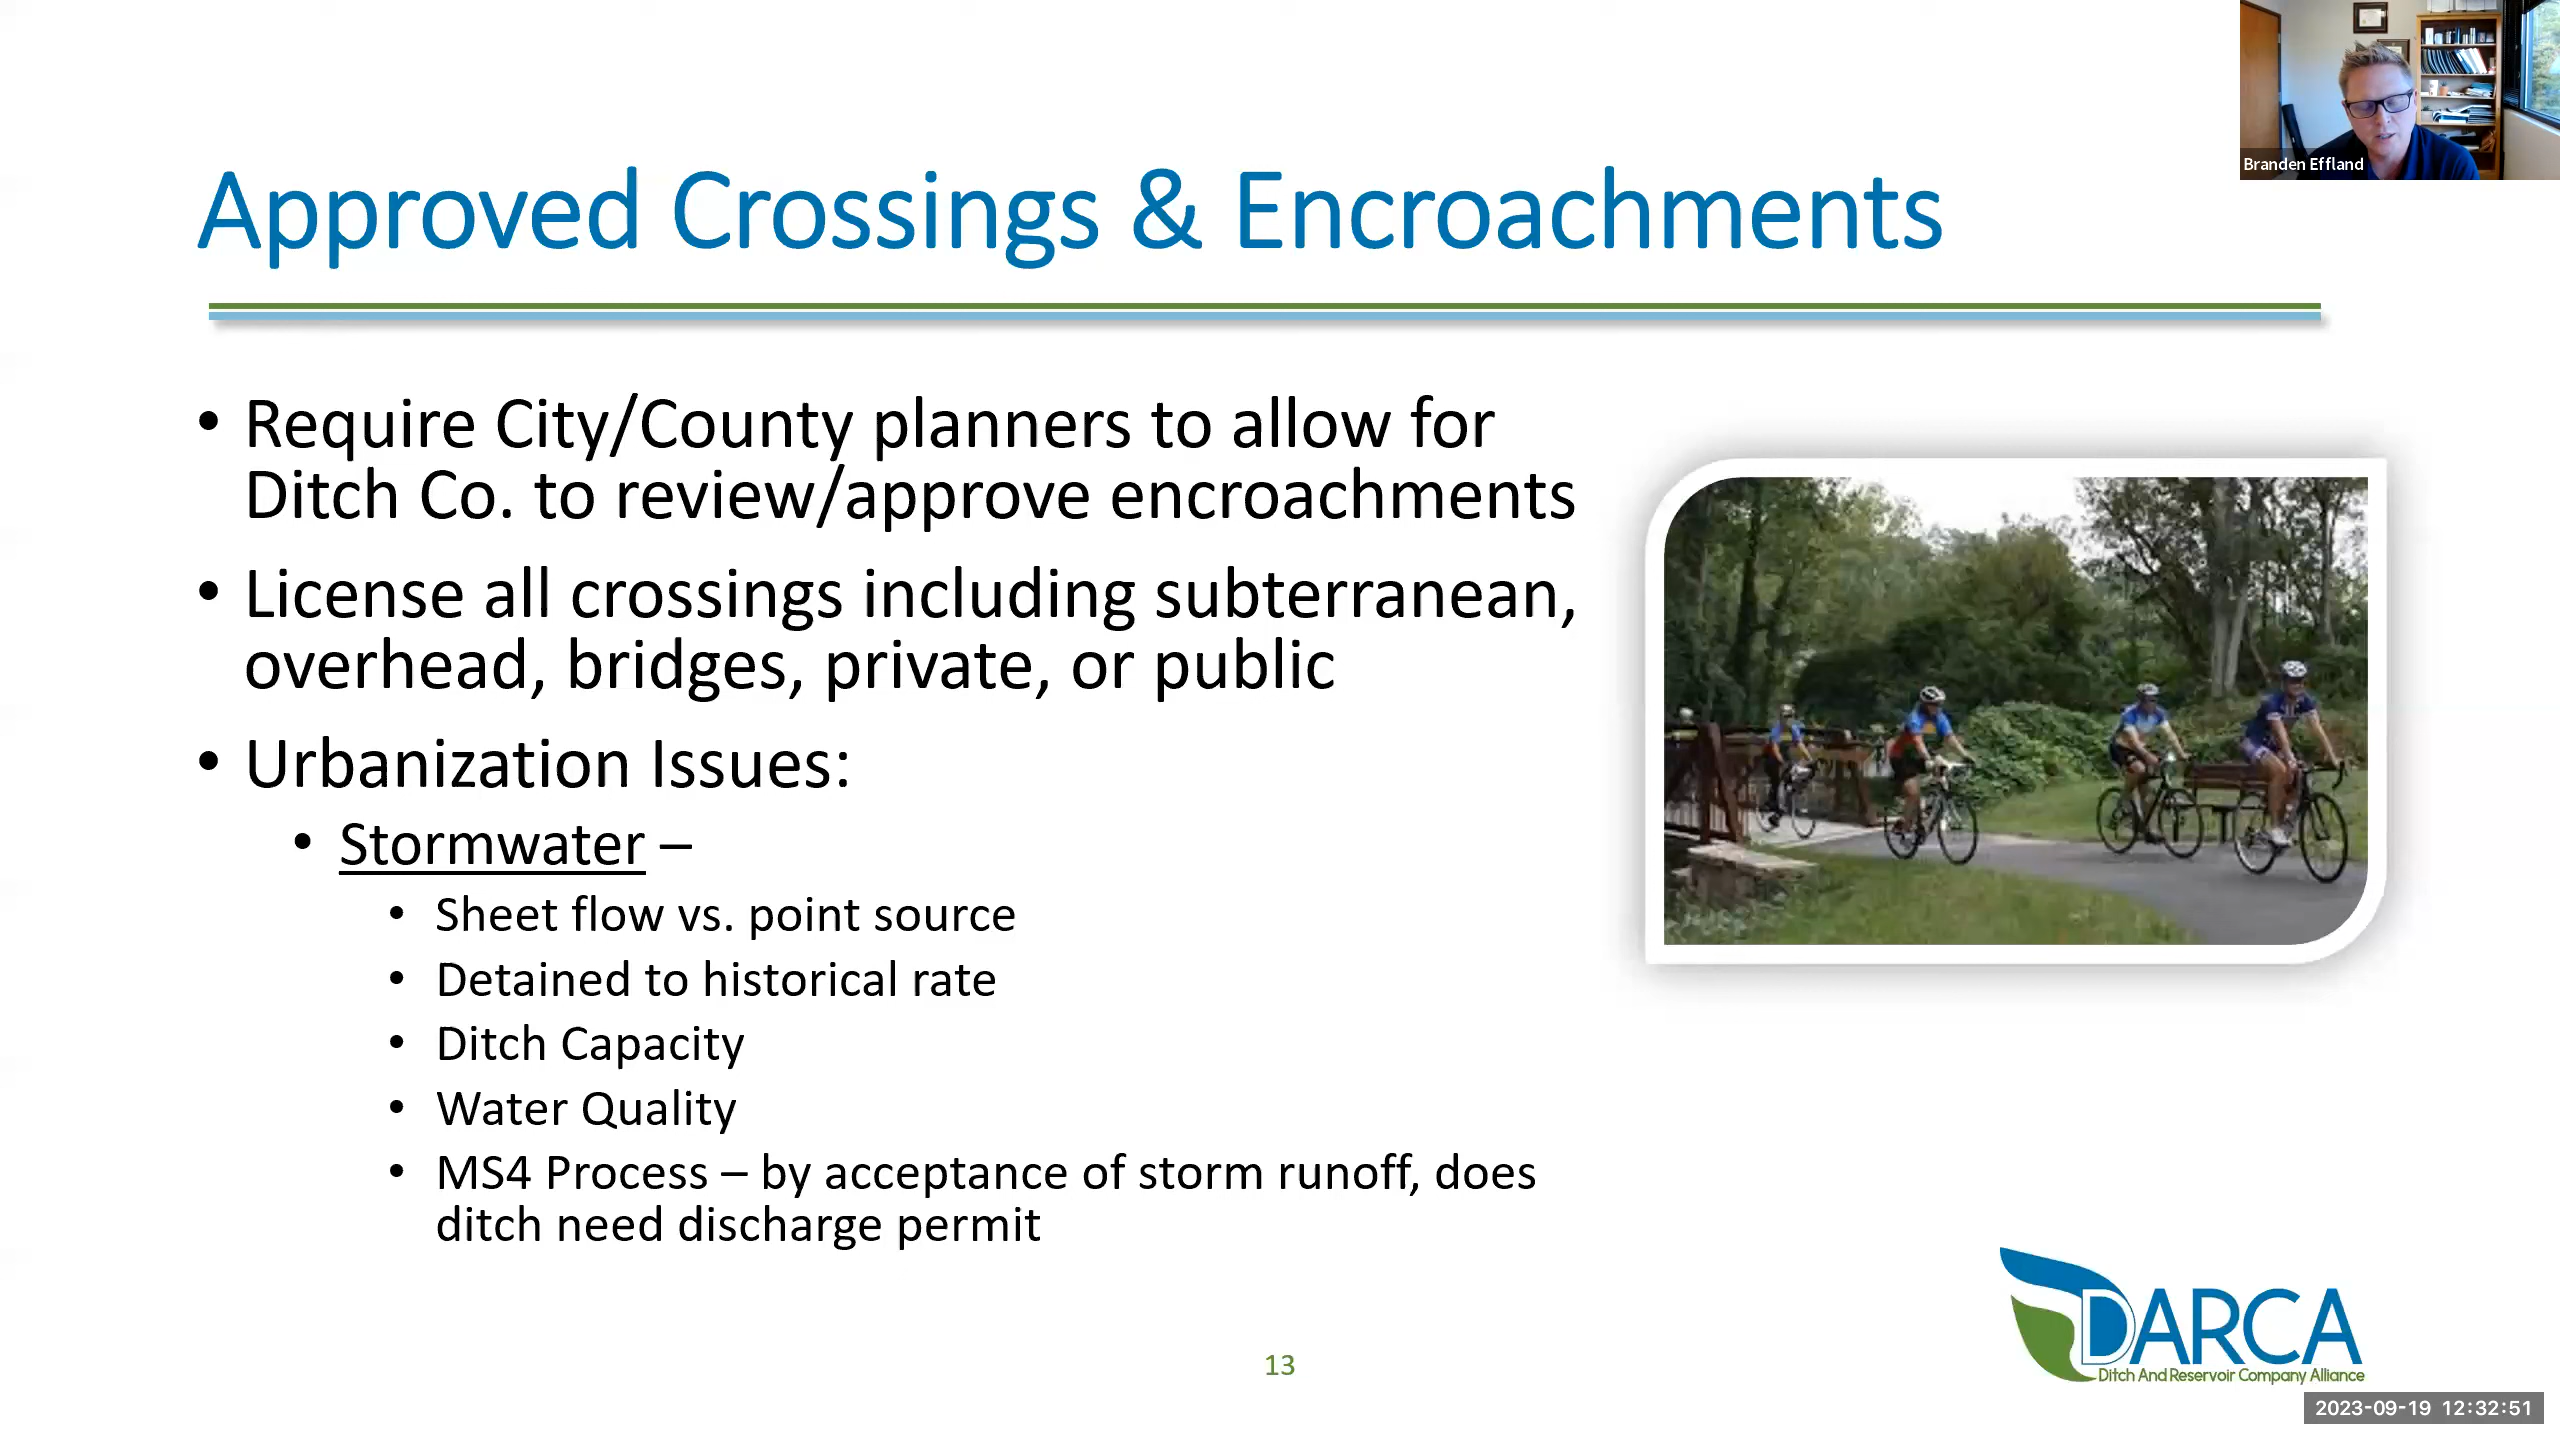 Branden Effland
Approved Crossings & Encroachments
• Require City/County planners to allow for
Ditch Co. to review/approve encroachments
• License all crossings including subterranean,
overhead, bridges, private, or public
• Urbanization Issues:
• Stormwater –
• Sheet flow vs. point source
• Detained to historical rate
• Ditch Capacity
• Water Quality
• MS4 Process – by acceptance of storm runoff, does
ditch need discharge permit
13
DARCA
Ditch And Reservoir Company Alliance
2023-09-19 12:32:51